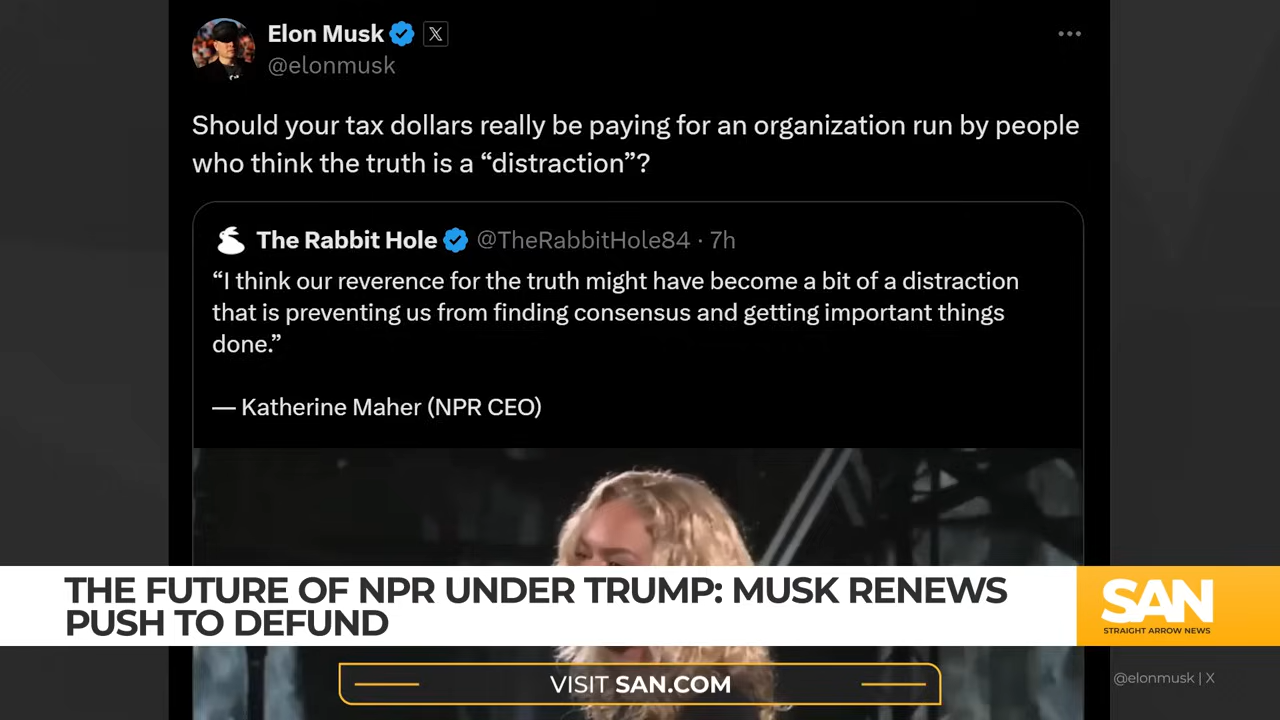 Elon Musk
@elonmusk
Should your tax dollars really be paying for an organization run by people
who think the truth is a “distraction”?
The Rabbit Hole @TheRabbitHole84 · 7h
“I think our reverence for the truth might have become a bit of a distraction
that is preventing us from finding consensus and getting important things
done.”
— Katherine Maher (NPR CEO)
THE FUTURE OF NPR UNDER TRUMP: MUSK RENEWS
PUSH TO DEFUND
SAN
STRAIGHT ARROW NEWS
VISIT SAN.COM
@elonmusk | X